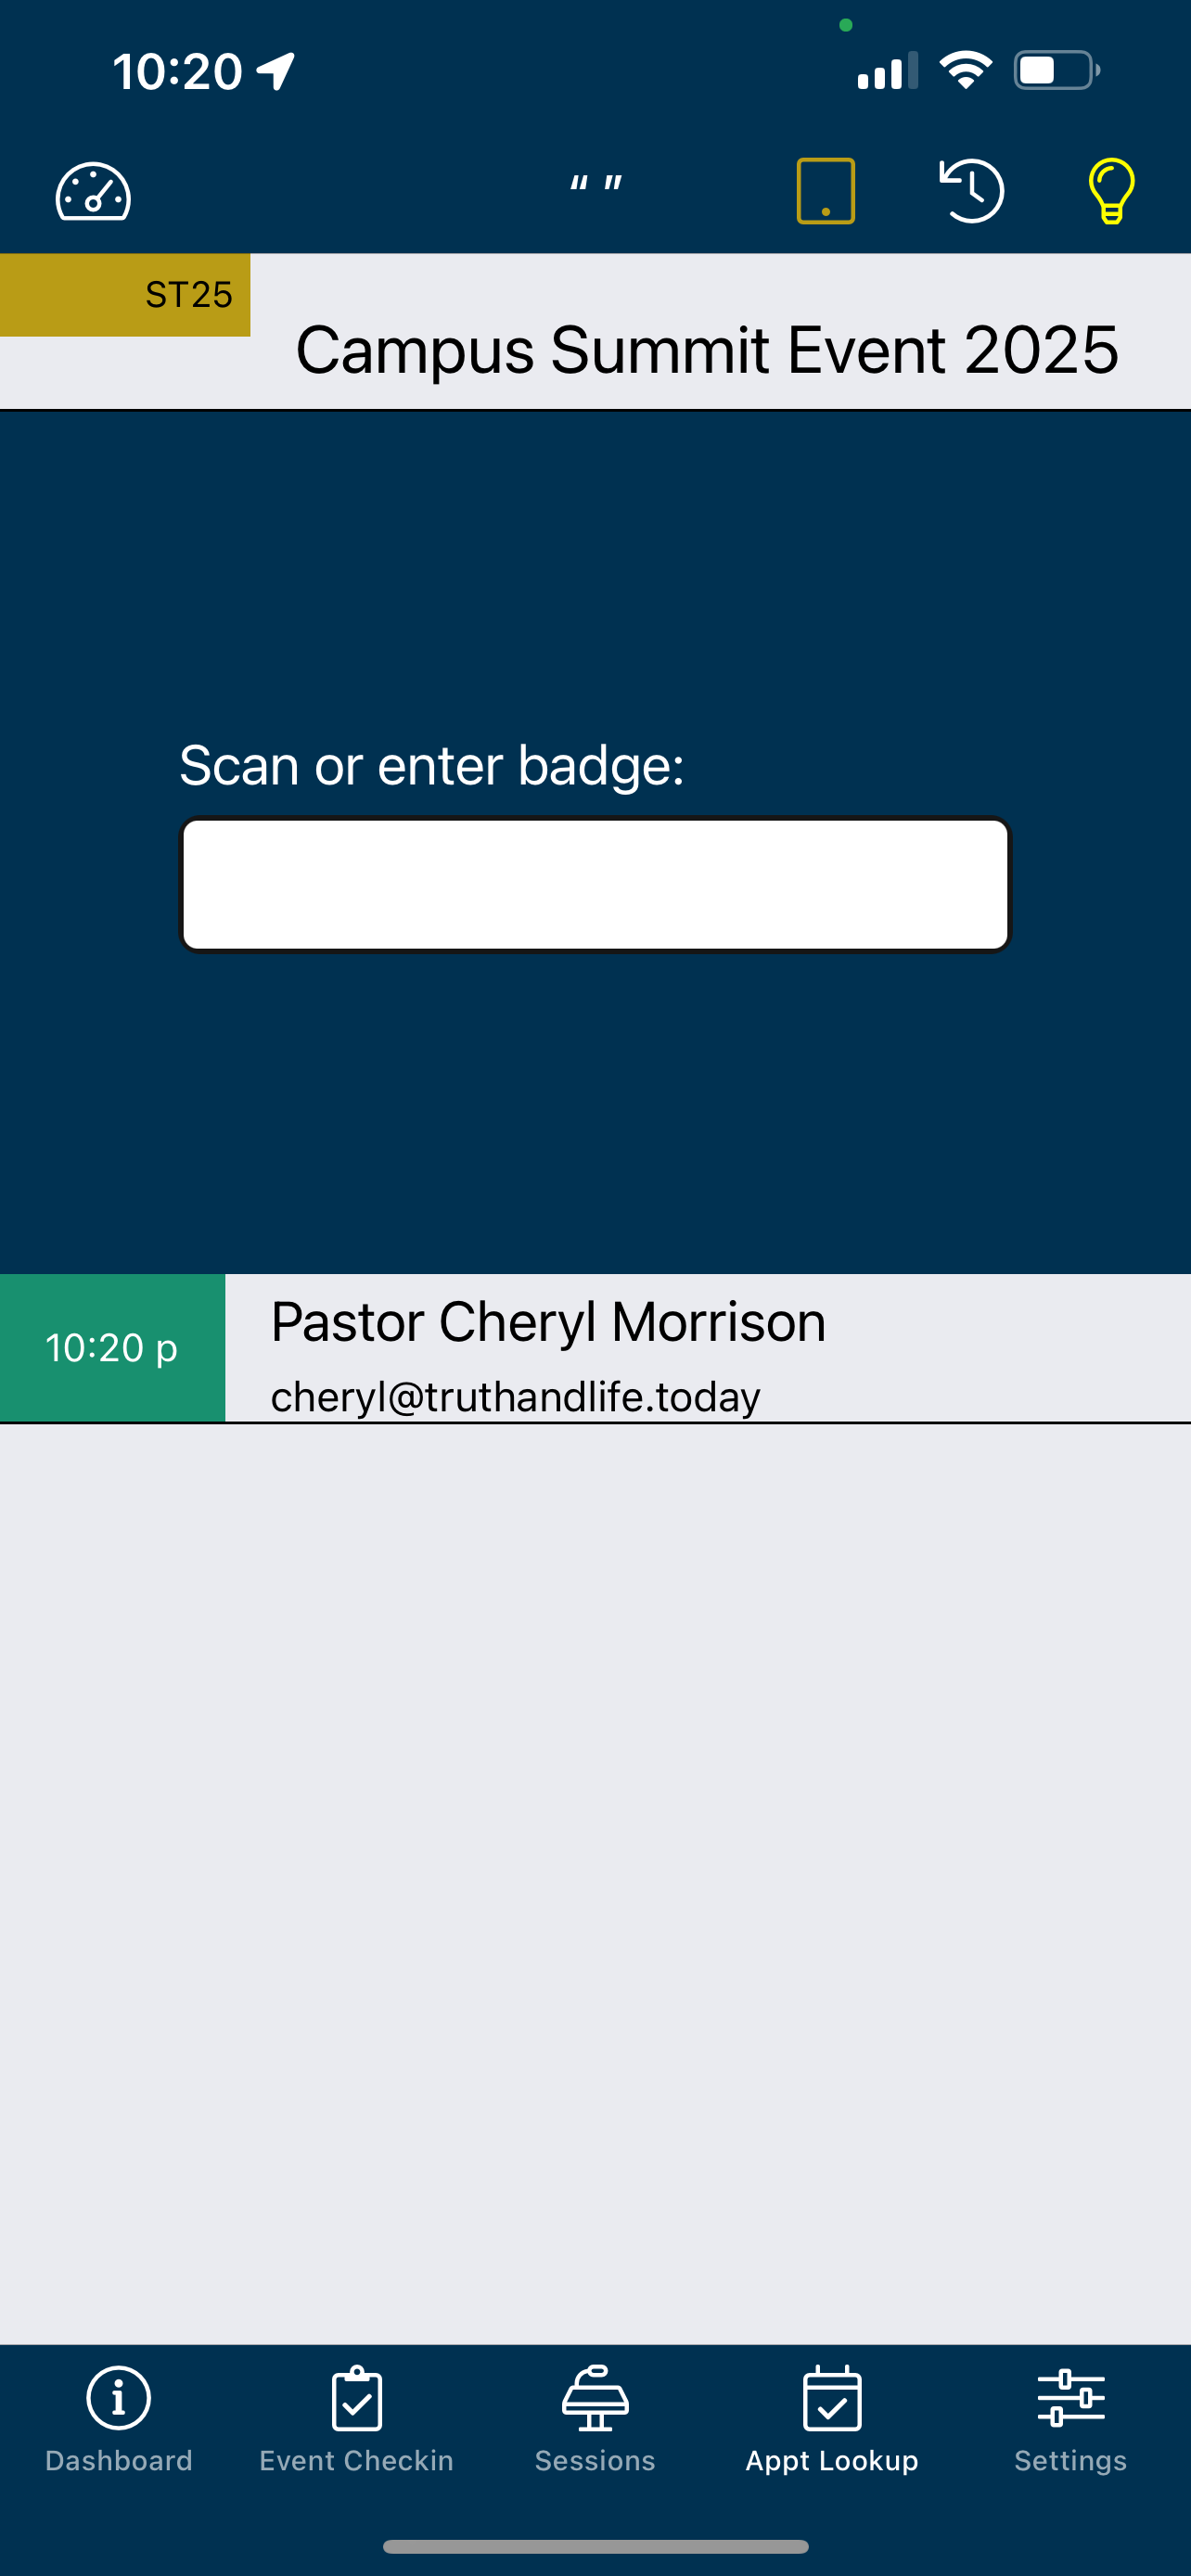 10:20
“ ”
ST25
Campus Summit Event 2025
Scan or enter badge:
10:20 p
Pastor Cheryl Morrison
cheryl@truthandlife.today
Dashboard
Event Checkin
Sessions
Appt Lookup
Settings